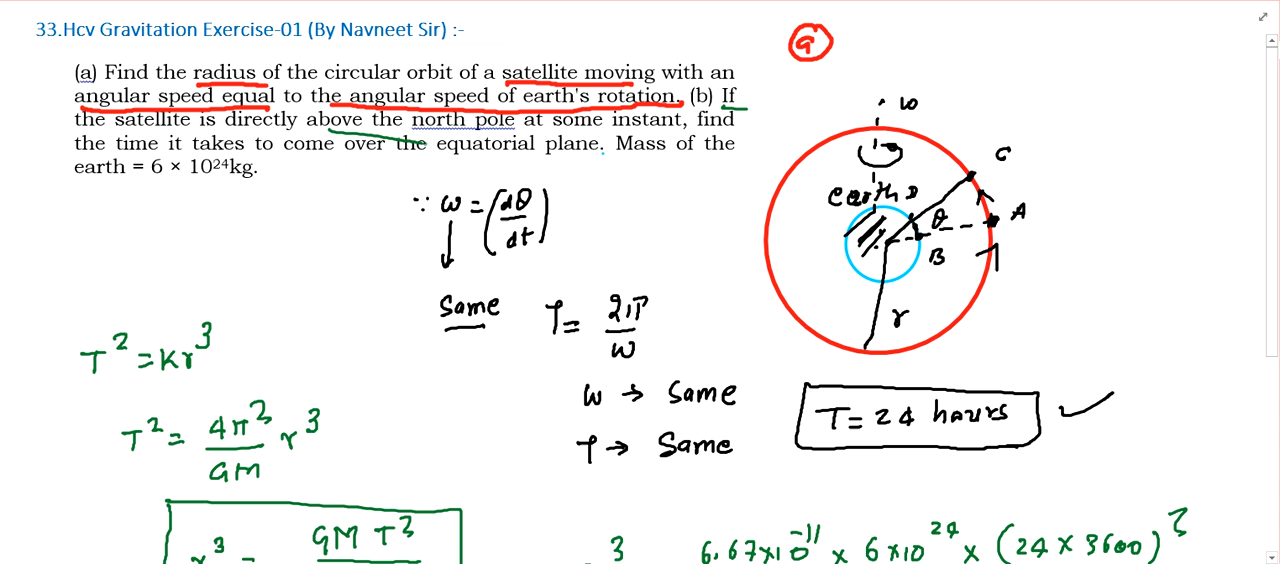 33.Hcv Gravitation Exercise-01 (By Navneet Sir) :-
(a) Find the radius of the circular orbit of a satellite moving with an
angular speed equal to the angular speed of earth's rotation. (b) If
the satellite is directly above the north pole at some instant, find
the time it takes to come over the equatorial plane. Mass of the
earth = 6 × 10²⁴kg.
a
ω
C
earth
D
θ
A
B
r
∵ ω = (dθ/dt)
Same
T = 2π/ω
ω → Same
T → Same
T = 24 hours ✓
T² = Kr³
T² = 4π²/GM r³
r³ = GMT²
3 6.67×10⁻¹¹ × 6×10²⁴ × (24×3600)²